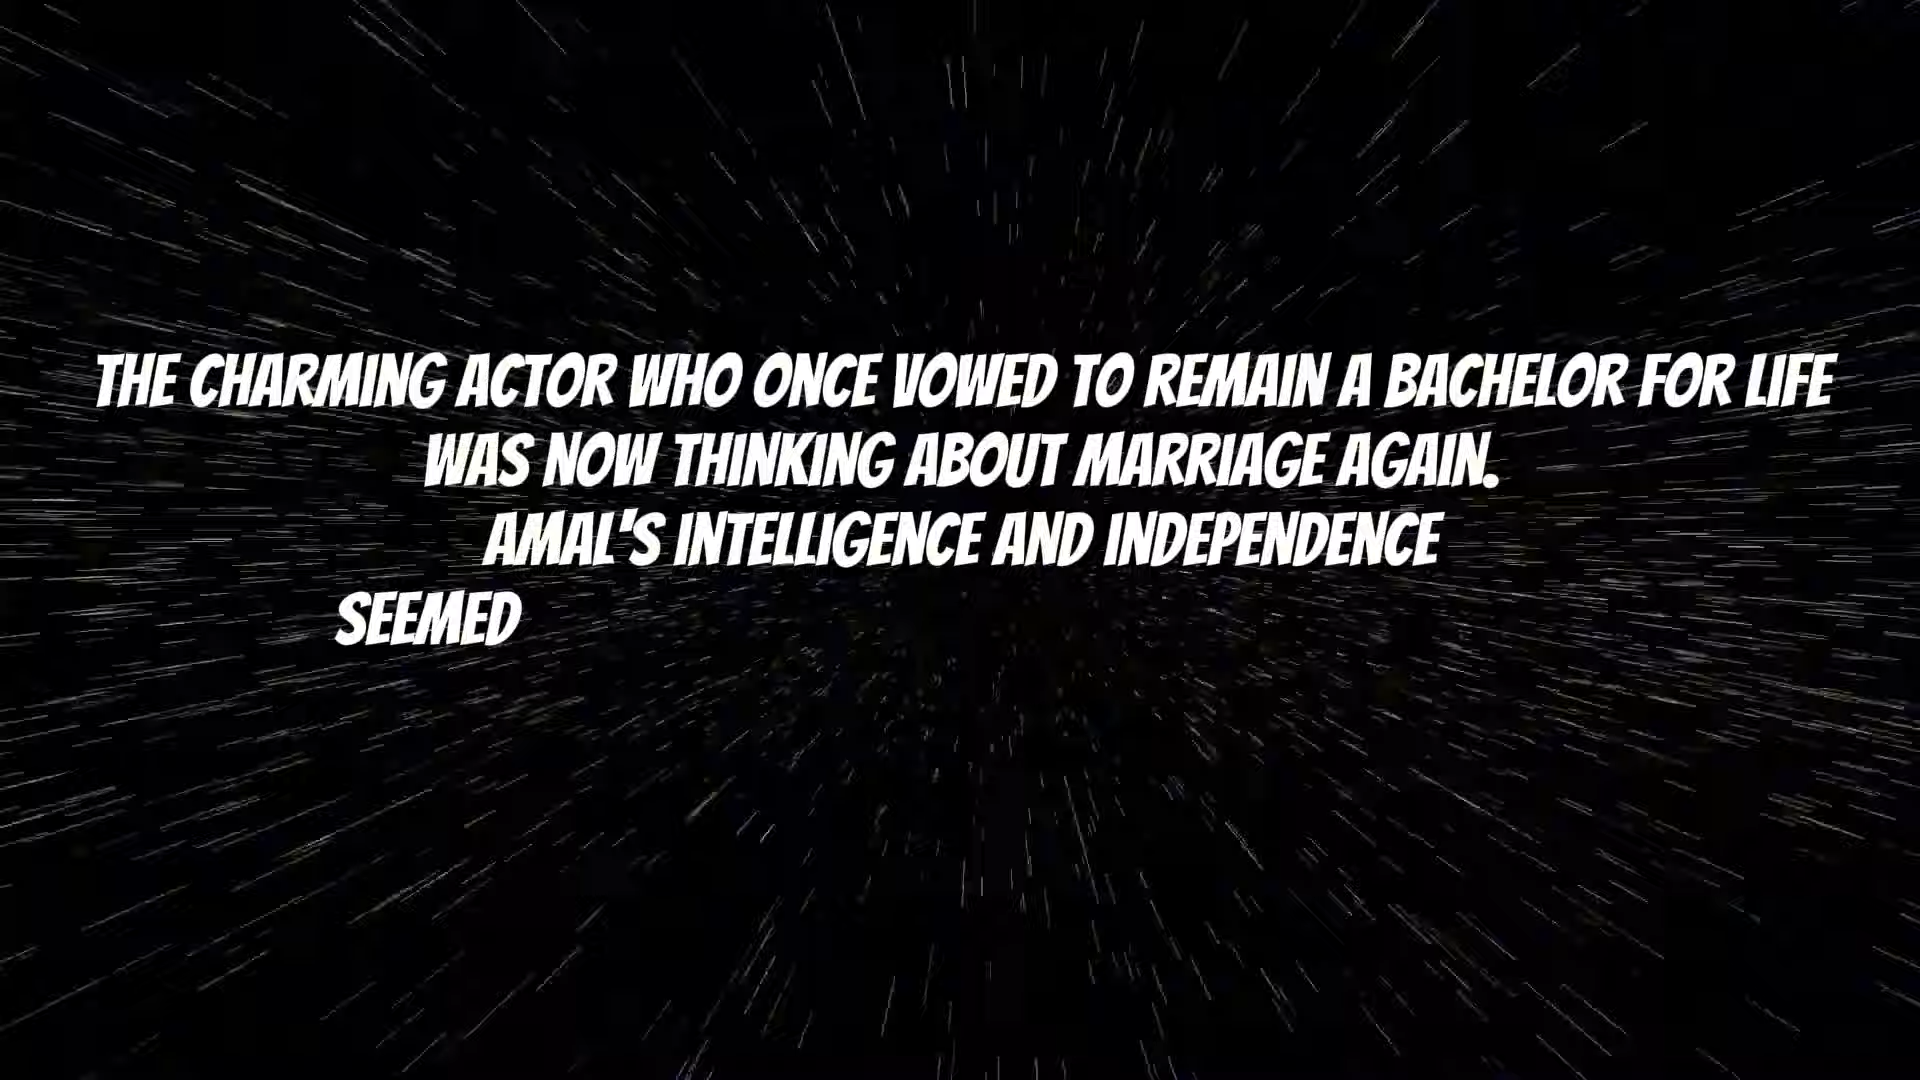 THE CHARMING ACTOR WHO ONCE VOWED TO REMAIN A BACHELOR FOR LIFE
WAS NOW THINKING ABOUT MARRIAGE AGAIN.
AMAL'S INTELLIGENCE AND INDEPENDENCE
SEEMED